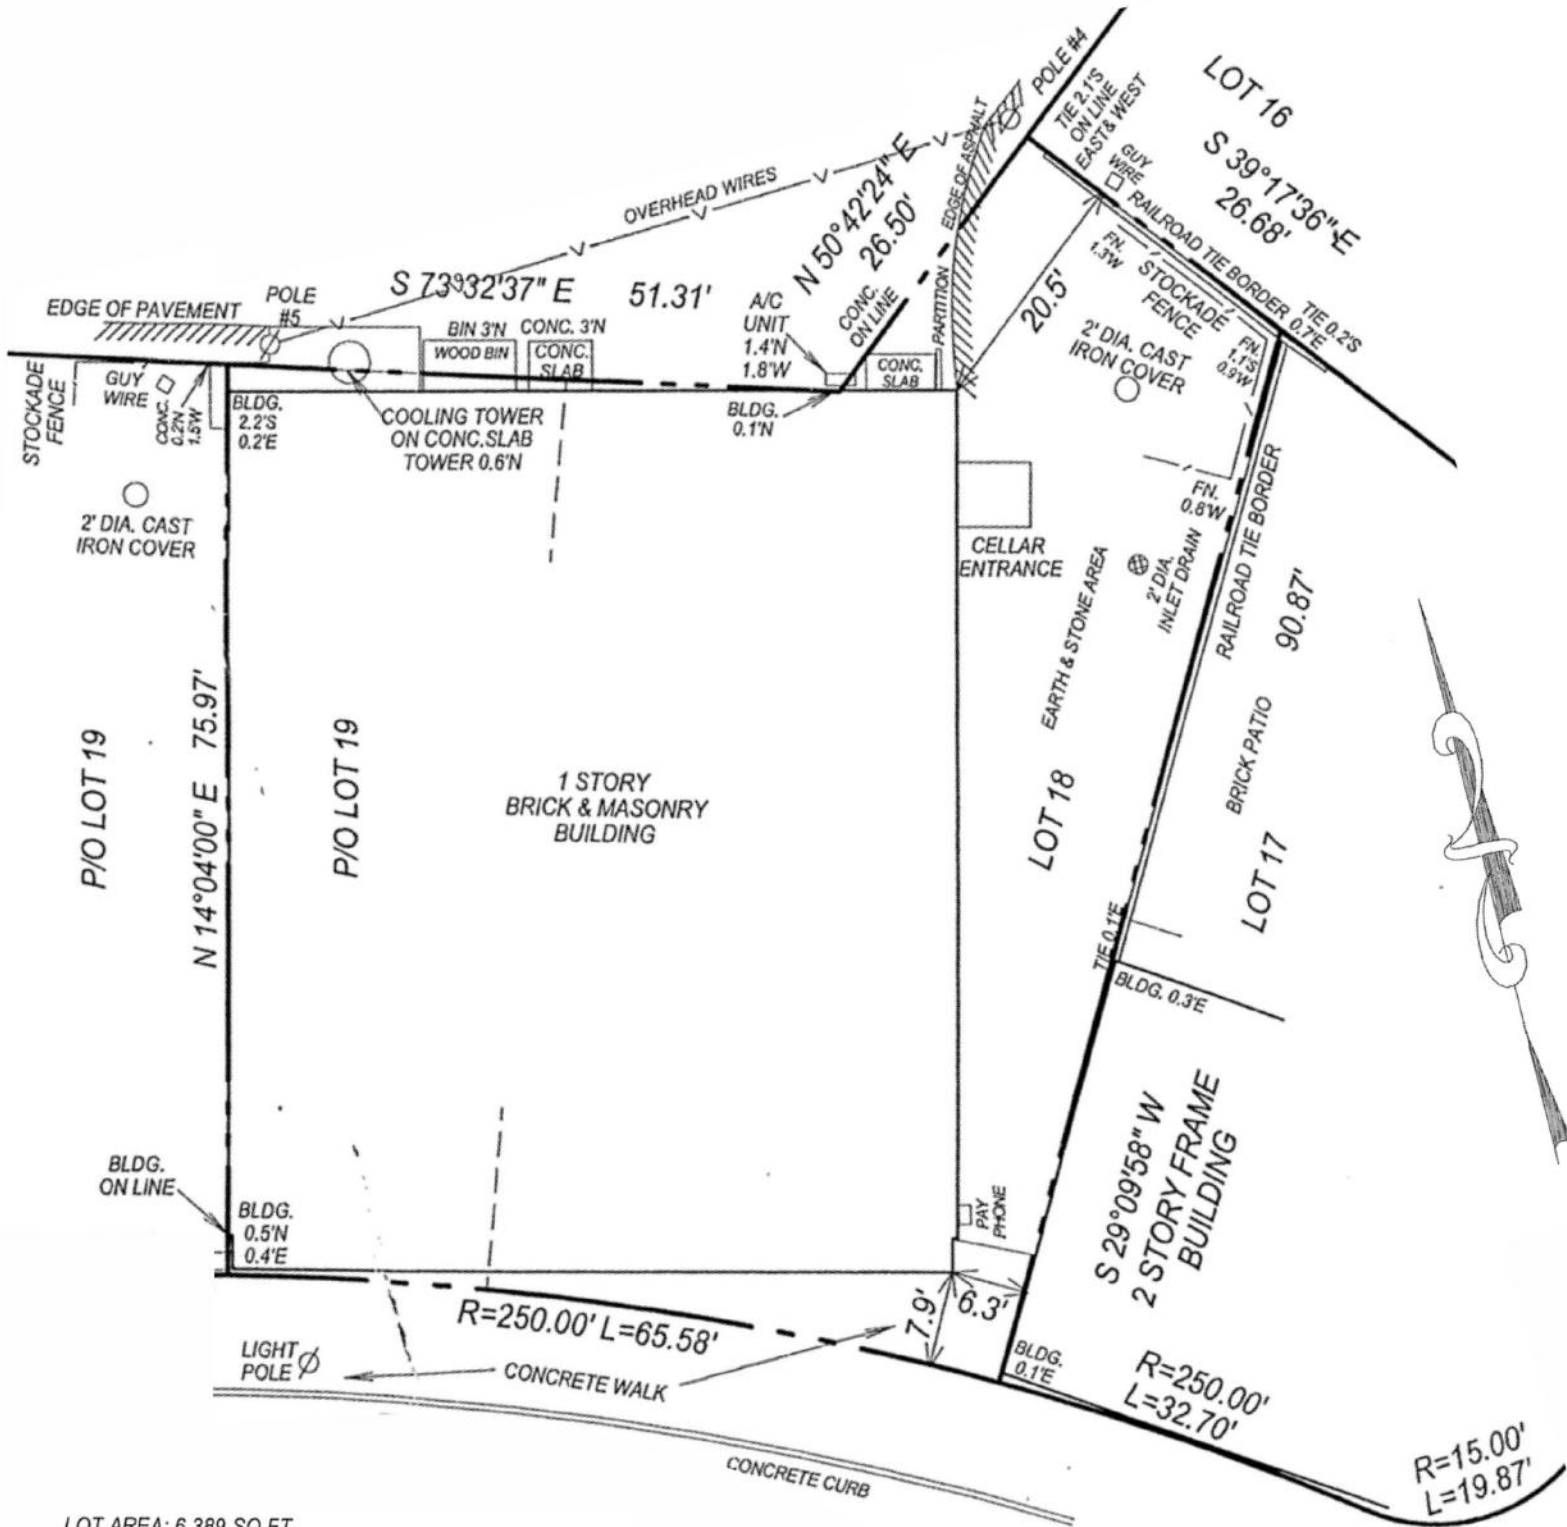 LOT 16
S 39°17'36" E
26.68'
POLE #4
TIE 2.1'S
ON LINE
EAST & WEST
GUY
WIRE
RAILROAD TIE BORDER
TIE 0.2'S
0.7'E
EDGE OF ASPHALT
PARTITION
OVERHEAD WIRES
N 50°42'24" E
26.50'
CONC.
ON LINE
20.5'
FN.
1.3'W
STOCKADE
FENCE
FN.
1.1'S
0.9'W
2' DIA. CAST
IRON COVER
EDGE OF PAVEMENT
POLE
#5
S 73°32'37" E 51.31'
BIN 3'N
WOOD BIN
CONC. 3'N
CONC.
SLAB
A/C
UNIT
1.4'N
1.8'W
CONC.
SLAB
BLDG.
0.1'N
STOCKADE
FENCE
GUY
WIRE
CONC.
0.2'N
1.5'W
BLDG.
2.2'S
0.2'E
COOLING TOWER
ON CONC.SLAB
TOWER 0.6'N
2' DIA. CAST
IRON COVER
CELLAR
ENTRANCE
FN.
0.8'W
2' DIA.
INLET DRAIN
RAILROAD TIE BORDER
EARTH & STONE AREA
90.87'
BRICK PATIO
P/O LOT 19
N 14°04'00" E 75.97'
P/O LOT 19
1 STORY
BRICK & MASONRY
BUILDING
LOT 18
LOT 17
TIE 0.1'E
BLDG. 0.3'E
S 29°09'58" W
2 STORY FRAME
BUILDING
BLDG.
ON LINE
BLDG.
0.5'N
0.4'E
PAY
PHONE
6.3'
7.9'
R=250.00' L=65.58'
LIGHT
POLE
CONCRETE WALK
BLDG.
0.1'E
R=250.00'
L=32.70'
CONCRETE CURB
R=15.00'
L=19.87'
LOT AREA: 6,389 SQ.FT.